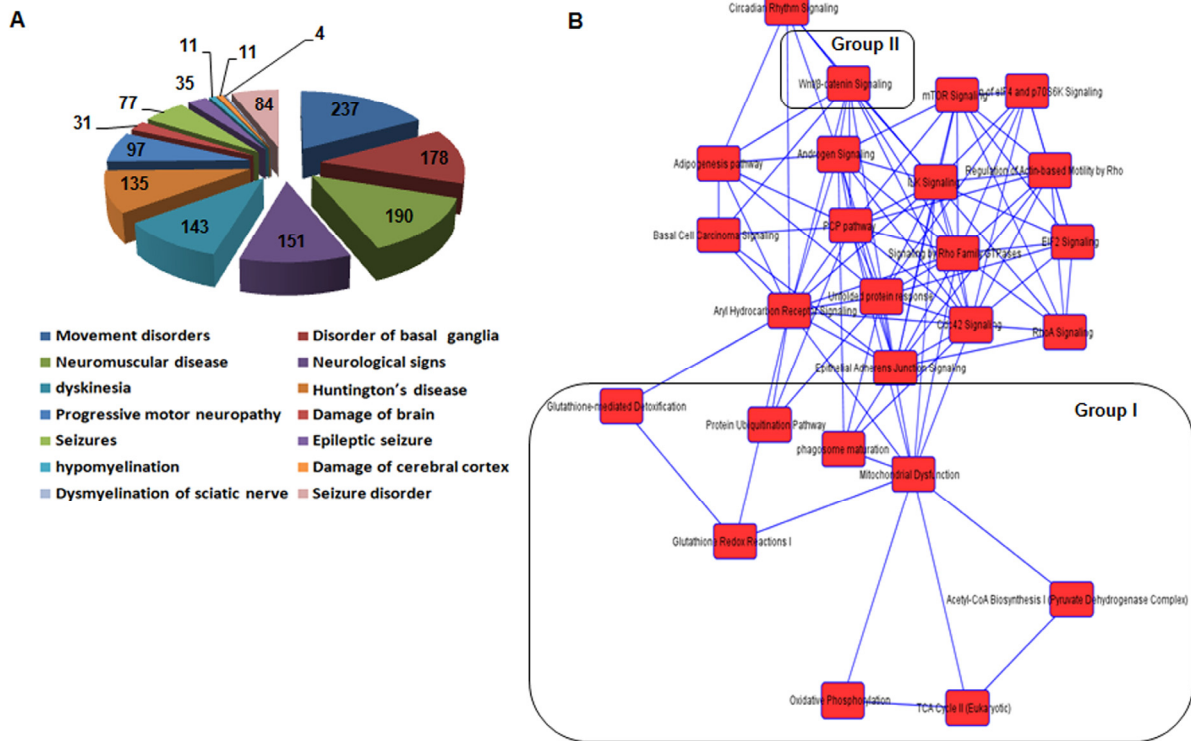 A
11
11
4
35
84
77
237
31
178
97
135
190
143
151
Movement disorders
Disorder of basal ganglia
Neuromuscular disease
Neurological signs
dyskinesia
Huntington's disease
Progressive motor neuropathy
Damage of brain
Seizures
Epileptic seizure
hypomyelination
Damage of cerebral cortex
Dysmyelination of sciatic nerve
Seizure disorder
B
Circadian Rhythm Signaling
Group II
Wnt/β-catenin Signaling
mTOR Signaling
of eIF4 and p70S6K Signaling
Adipogenesis pathway
Androgen Signaling
ILK Signaling
Regulation of Actin-based Motility by Rho
Basal Cell Carcinoma Signaling
PCP pathway
Signaling by Rho Family GTPases
EIF2 Signaling
Unfolded protein response
Aryl Hydrocarbon Receptor Signaling
Cdc42 Signaling
RhoA Signaling
Epithelial Adherens Junction Signaling
Group I
Glutathione-mediated Detoxification
Protein Ubiquitination Pathway
phagosome maturation
Mitochondrial Dysfunction
Glutathione Redox Reactions I
Acetyl-CoA Biosynthesis I (Pyruvate Dehydrogenase Complex)
Oxidative Phosphorylation
TCA Cycle II (Eukaryotic)